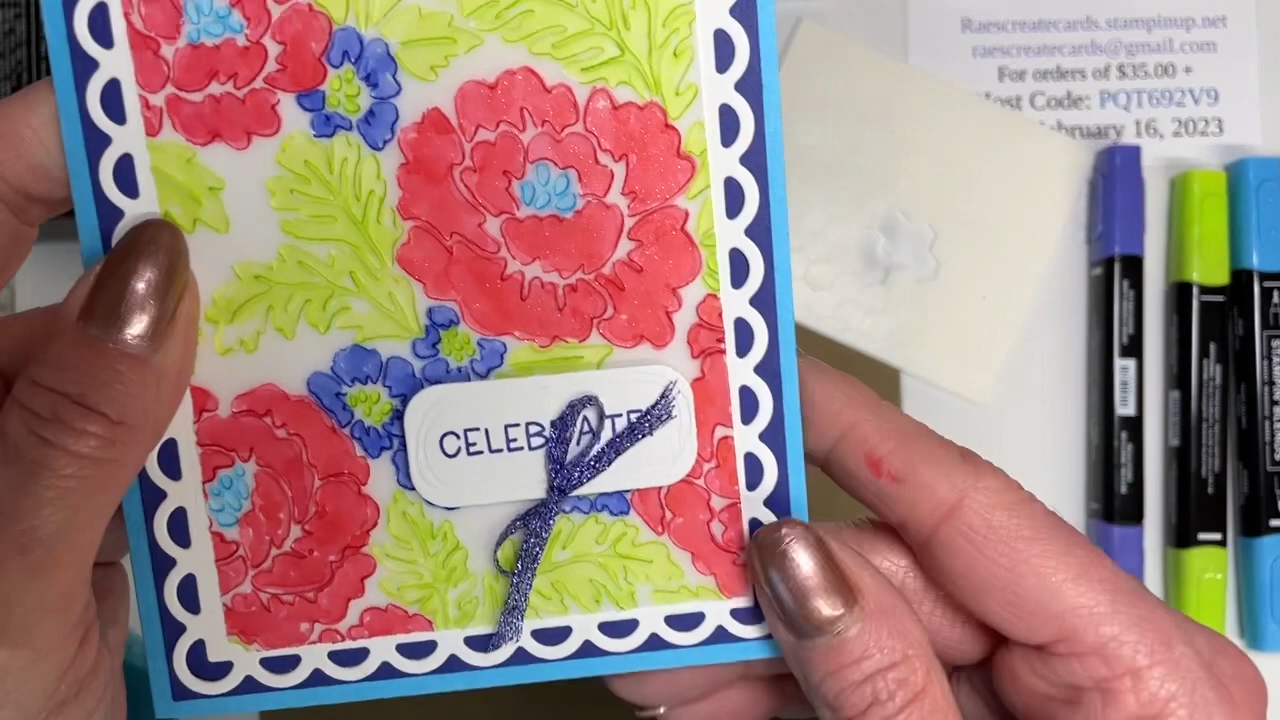 Raescreatecards.stampinup.net
raescreatecards@gmail.com
For orders of $35.00 +
Host Code: PQT692V9
February 16, 2023
CELEBRATE